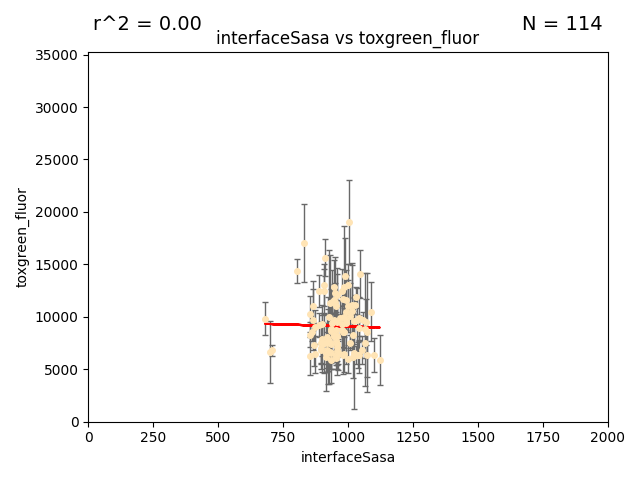 r^2 = 0.00
N = 114
interfaceSasa vs toxgreen_fluor
35000
30000
25000
20000
15000
10000
5000
0
toxgreen_fluor
0 250 500 750 1000 1250 1500 1750 2000
interfaceSasa